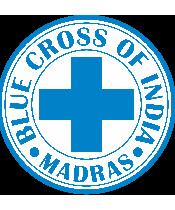 BLUE CROSS OF INDIA
• MADRAS •